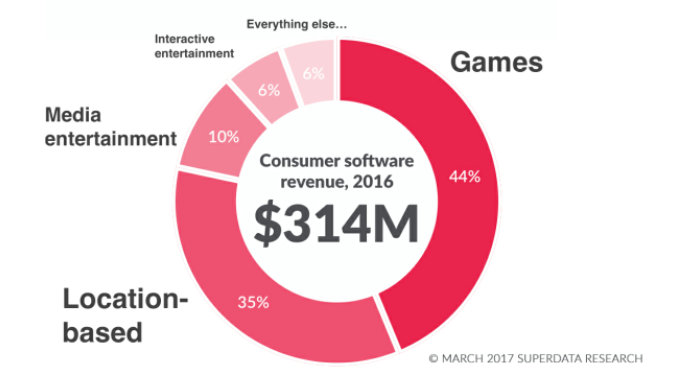 Everything else...
Interactive
entertainment
Games
Media
entertainment
6%
6%
10%
44%
Consumer software
revenue, 2016
$314M
Location-
based
35%
© MARCH 2017 SUPERDATA RESEARCH